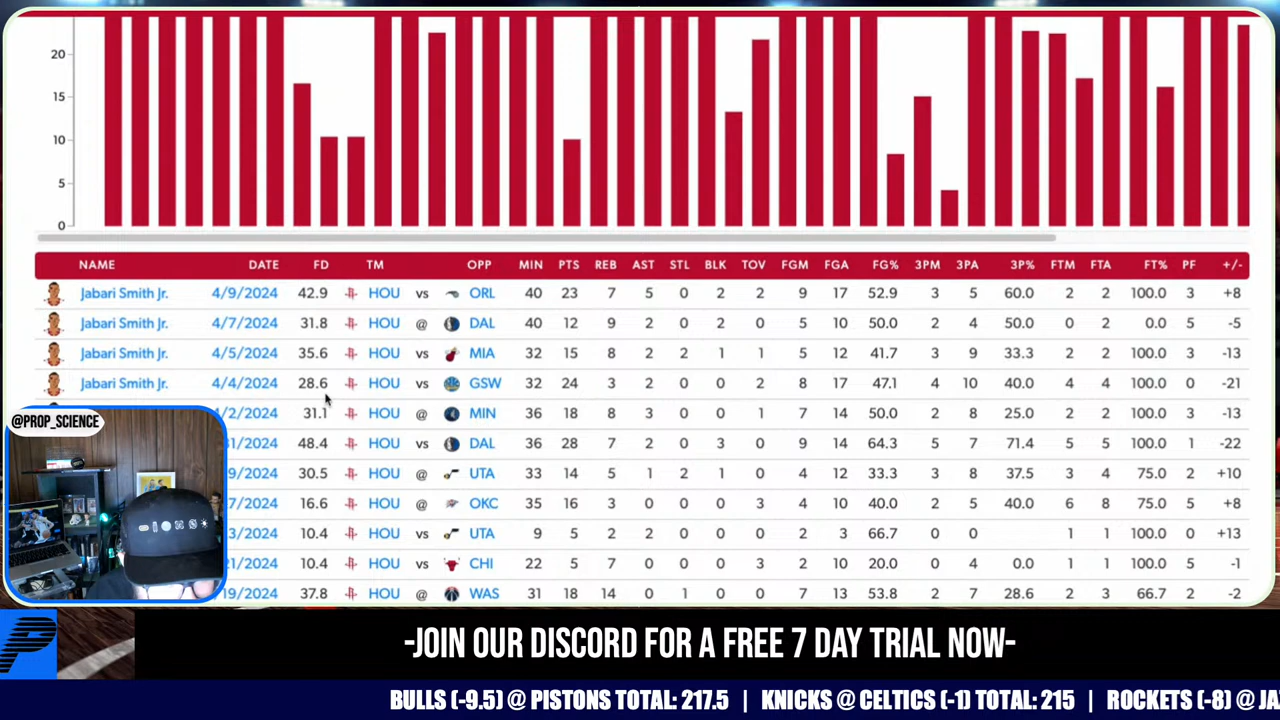 20
15
10
5
0
NAME DATE FD TM OPP MIN PTS REB AST STL BLK TOV FGM FGA FG% 3PM 3PA 3P% FTM FTA FT% PF +/-
Jabari Smith Jr. 4/9/2024 42.9 HOU vs ORL 40 23 7 5 0 2 2 9 17 52.9 3 5 60.0 2 2 100.0 3 +8
Jabari Smith Jr. 4/7/2024 31.8 HOU @ DAL 40 12 9 2 0 2 0 5 10 50.0 2 4 50.0 0 2 0.0 5 -5
Jabari Smith Jr. 4/5/2024 35.6 HOU vs MIA 32 15 8 2 2 1 1 5 12 41.7 3 9 33.3 2 2 100.0 3 -13
Jabari Smith Jr. 4/4/2024 28.6 HOU vs GSW 32 24 3 2 0 0 2 8 17 47.1 4 10 40.0 4 4 100.0 0 -21
4/2/2024 31.1 HOU @ MIN 36 18 8 3 0 0 1 7 14 50.0 2 8 25.0 2 2 100.0 3 -13
31/2024 48.4 HOU vs DAL 36 28 7 2 0 3 0 9 14 64.3 5 7 71.4 5 5 100.0 1 -22
9/2024 30.5 HOU @ UTA 33 14 5 1 2 1 0 4 12 33.3 3 8 37.5 3 4 75.0 2 +10
7/2024 16.6 HOU @ OKC 35 16 3 0 0 0 3 4 10 40.0 2 5 40.0 6 8 75.0 5 +8
3/2024 10.4 HOU vs UTA 9 5 2 2 0 0 0 2 3 66.7 0 0 1 1 100.0 0 +13
21/2024 10.4 HOU vs CHI 22 5 7 0 0 0 3 2 10 20.0 0 4 0.0 1 1 100.0 5 -1
19/2024 37.8 HOU @ WAS 31 18 14 0 1 0 0 7 13 53.8 2 7 28.6 2 3 66.7 2 -2
@PROP_SCIENCE
-JOIN OUR DISCORD FOR A FREE 7 DAY TRIAL NOW-
BULLS (-9.5) @ PISTONS TOTAL: 217.5 | KNICKS @ CELTICS (-1) TOTAL: 215 | ROCKETS (-8) @ JA